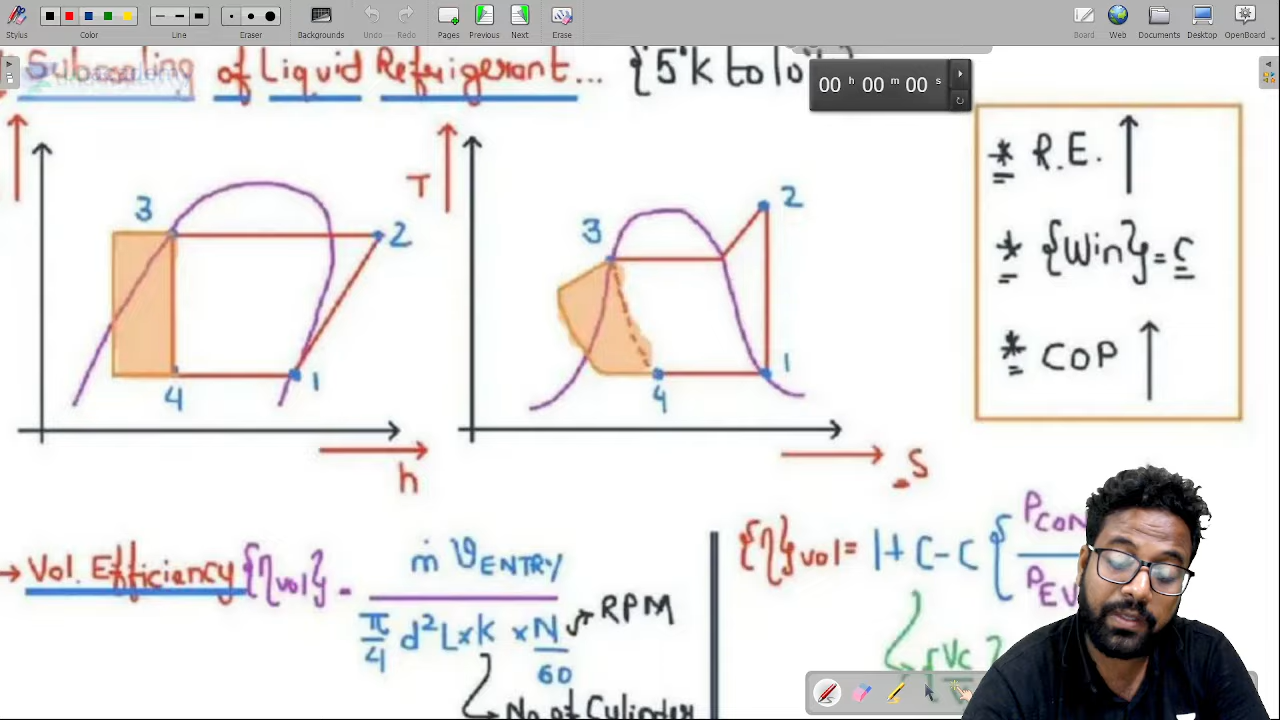 Stylus Color Line Eraser Backgrounds Undo Redo Pages Previous Next Erase Board Web Documents Desktop OpenBoard
Subcooling of Liquid Refrigerant... {5°K to
00 h 00 m 00 s
3
2
4
1
h
T
3
2
4
1
S
* R.E. ↑
* {Win} = c
* COP ↑
→ Vol. Efficiency {ηvol} = ṁ ϑENTRY
π/4 d²L×K×N/60
RPM
No. of Cylinder
{η}vol = 1 + C - C {
PCON
PEV
Vc